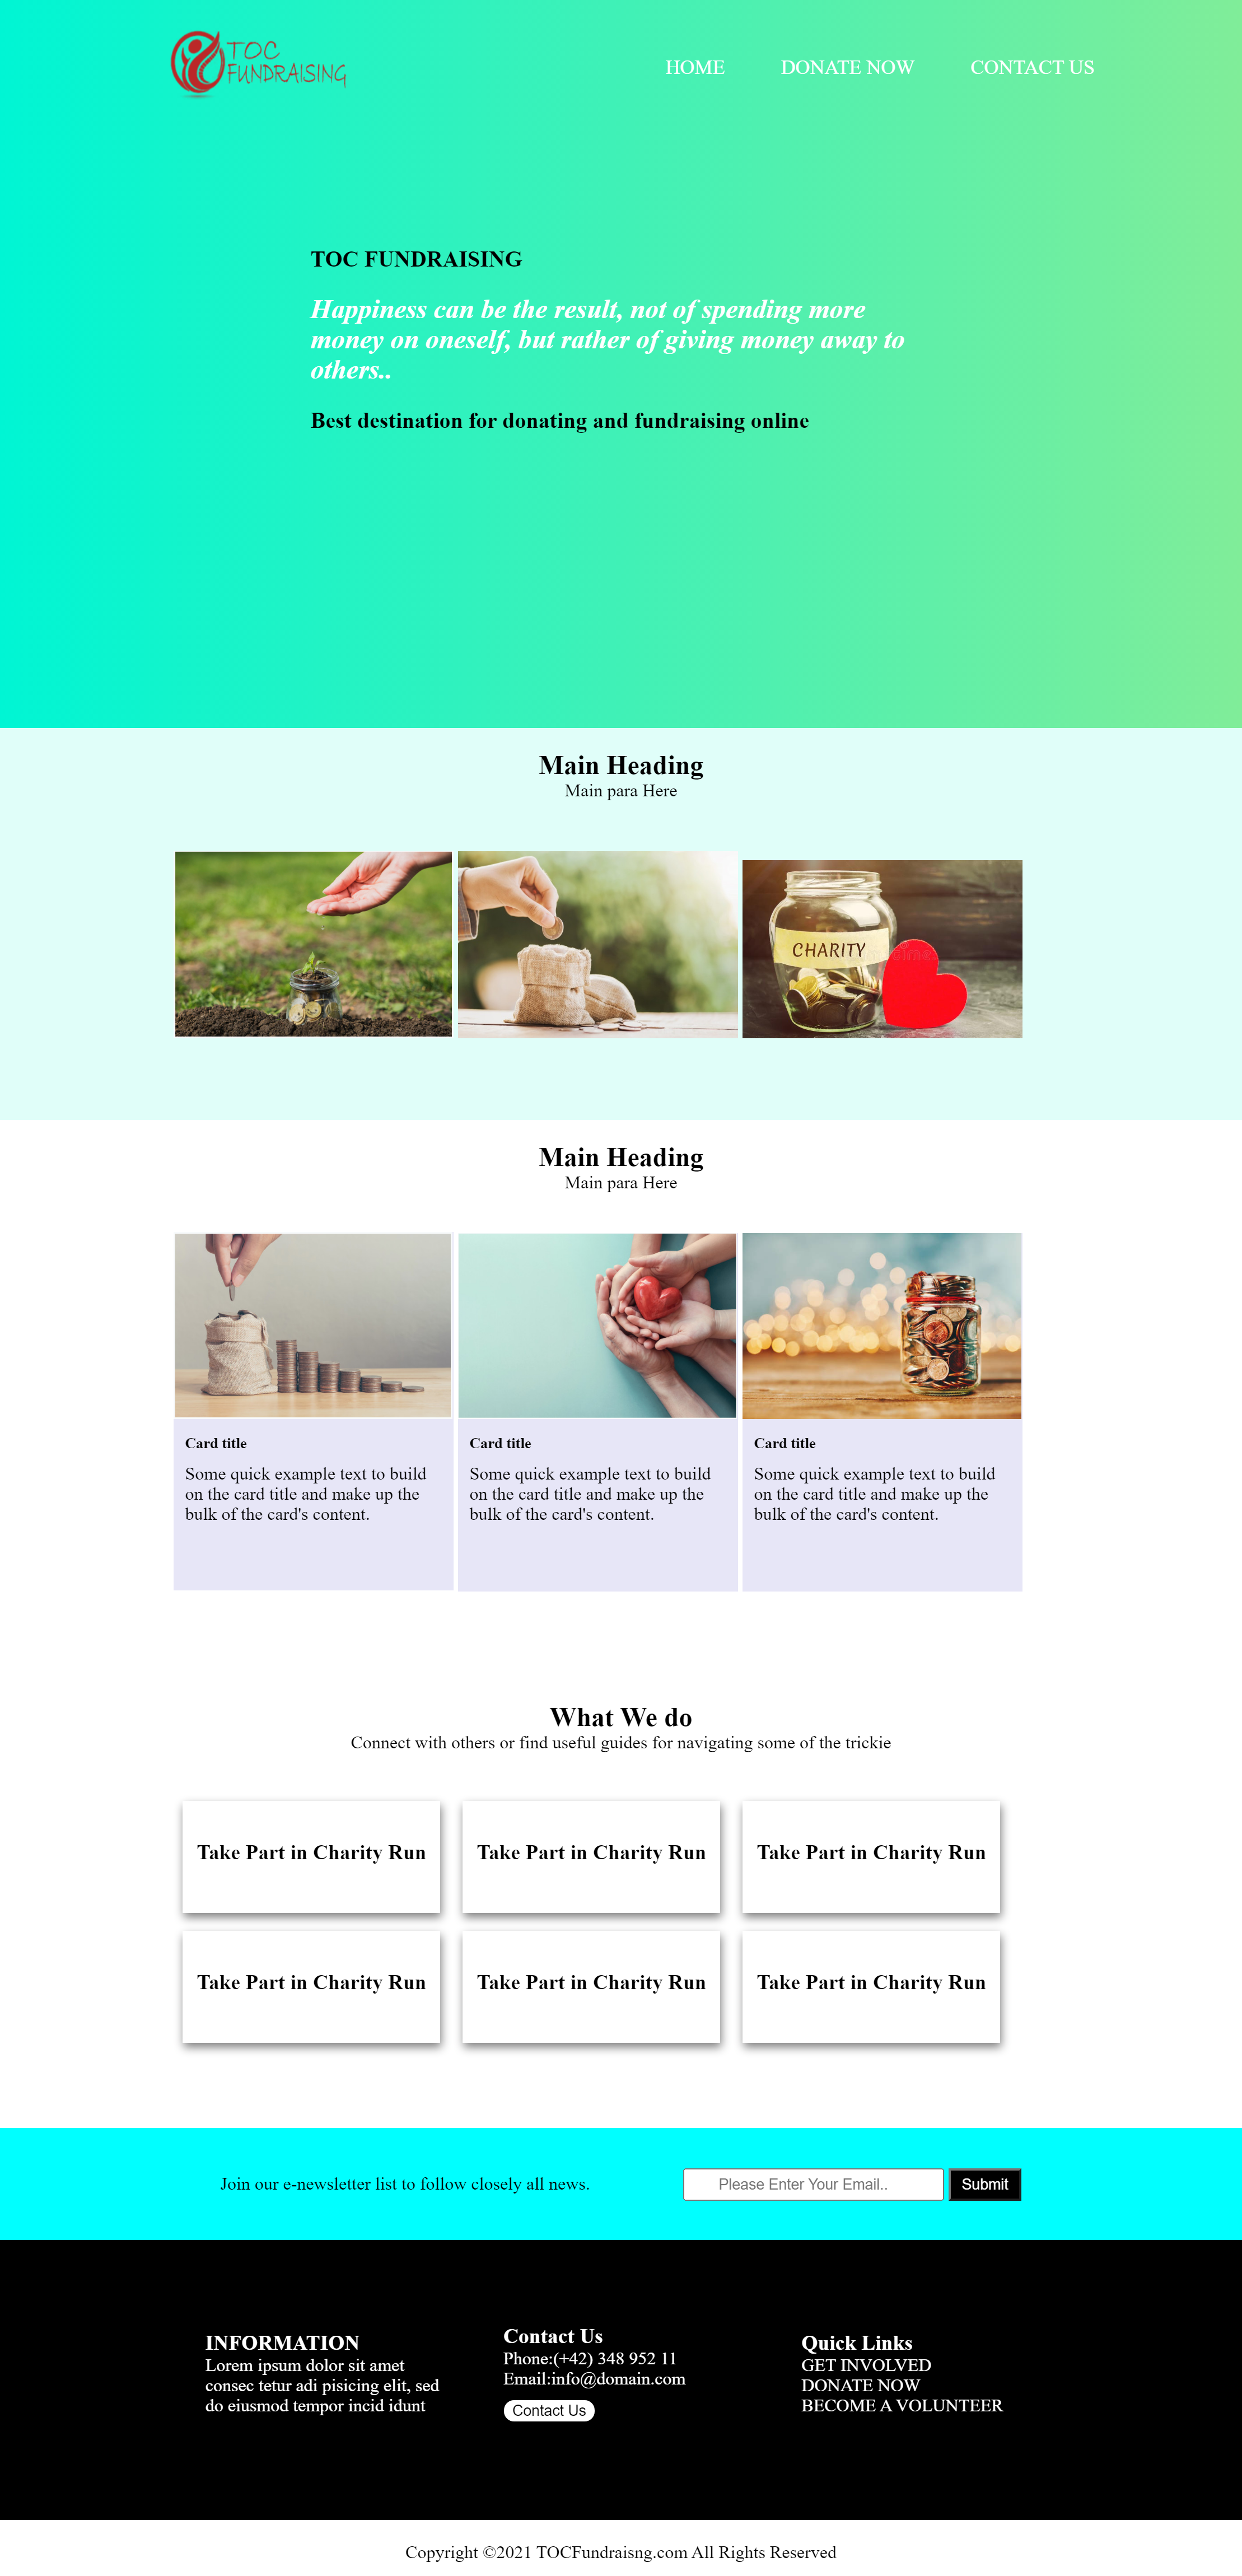 TOC
FUNDRAISING
HOME
DONATE NOW
CONTACT US
TOC FUNDRAISING
Happiness can be the result, not of spending more
money on oneself, but rather of giving money away to
others..
Best destination for donating and fundraising online
Main Heading
Main para Here
CHARITY
Main Heading
Main para Here
Card title
Some quick example text to build
on the card title and make up the
bulk of the card's content.
Card title
Some quick example text to build
on the card title and make up the
bulk of the card's content.
Card title
Some quick example text to build
on the card title and make up the
bulk of the card's content.
What We do
Connect with others or find useful guides for navigating some of the trickie
Take Part in Charity Run
Take Part in Charity Run
Take Part in Charity Run
Take Part in Charity Run
Take Part in Charity Run
Take Part in Charity Run
Join our e-newsletter list to follow closely all news.
Please Enter Your Email..
Submit
INFORMATION
Lorem ipsum dolor sit amet
consec tetur adi pisicing elit, sed
do eiusmod tempor incid idunt
Contact Us
Phone:(+42) 348 952 11
Email:info@domain.com
Contact Us
Quick Links
GET INVOLVED
DONATE NOW
BECOME A VOLUNTEER
Copyright ©2021 TOCFundraisng.com All Rights Reserved